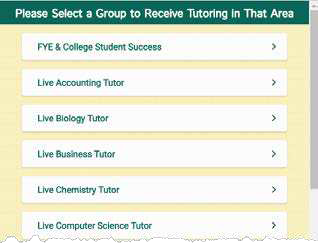 Please Select a Group to Receive Tutoring in That Area
FYE & College Student Success
Live Accounting Tutor
Live Biology Tutor
Live Business Tutor
Live Chemistry Tutor
Live Computer Science Tutor